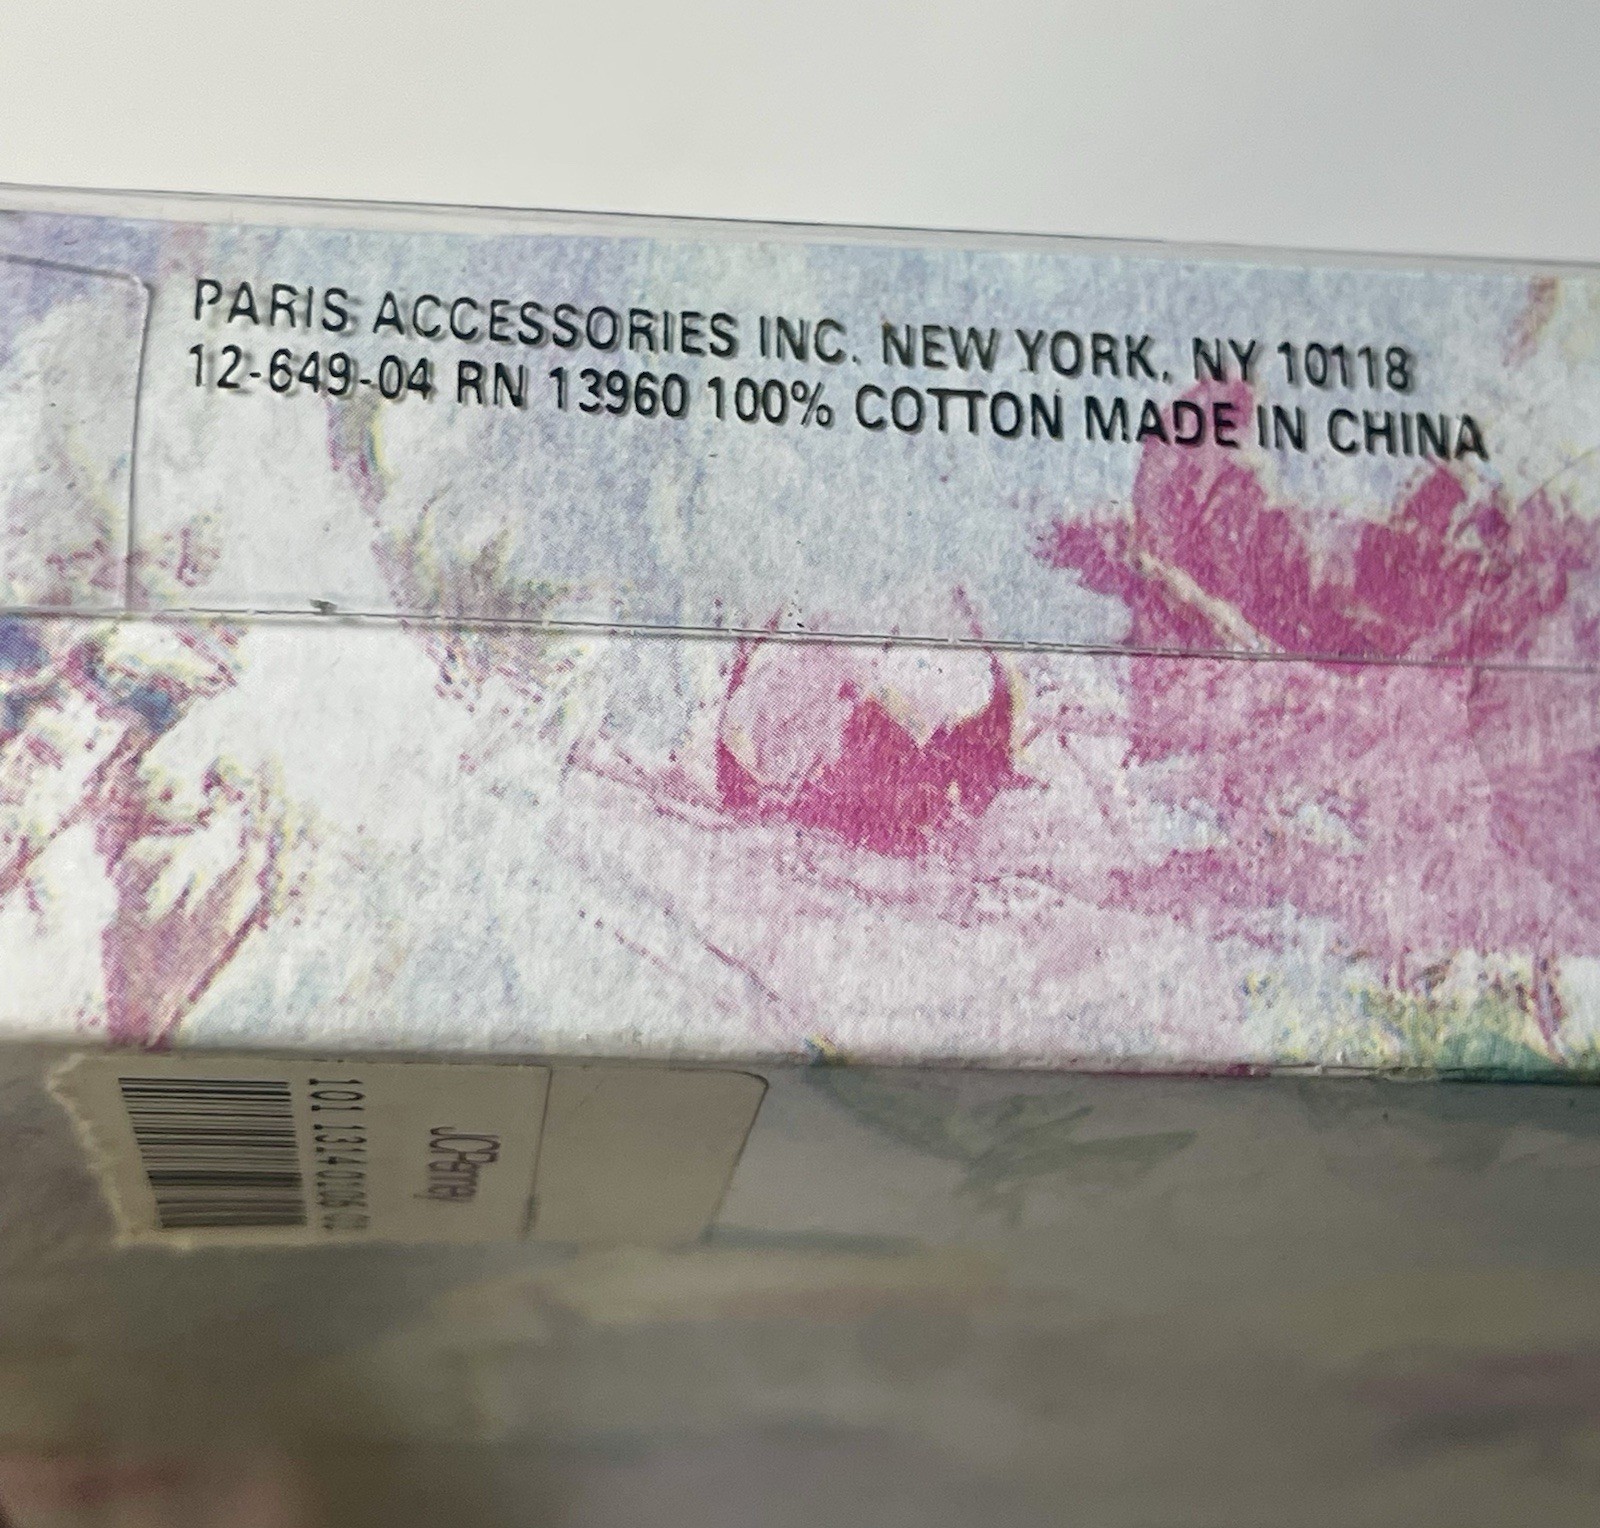 PARIS ACCESSORIES INC. NEW YORK, NY 10118
12-649-04 RN 13960 100% COTTON MADE IN CHINA
JCPenney